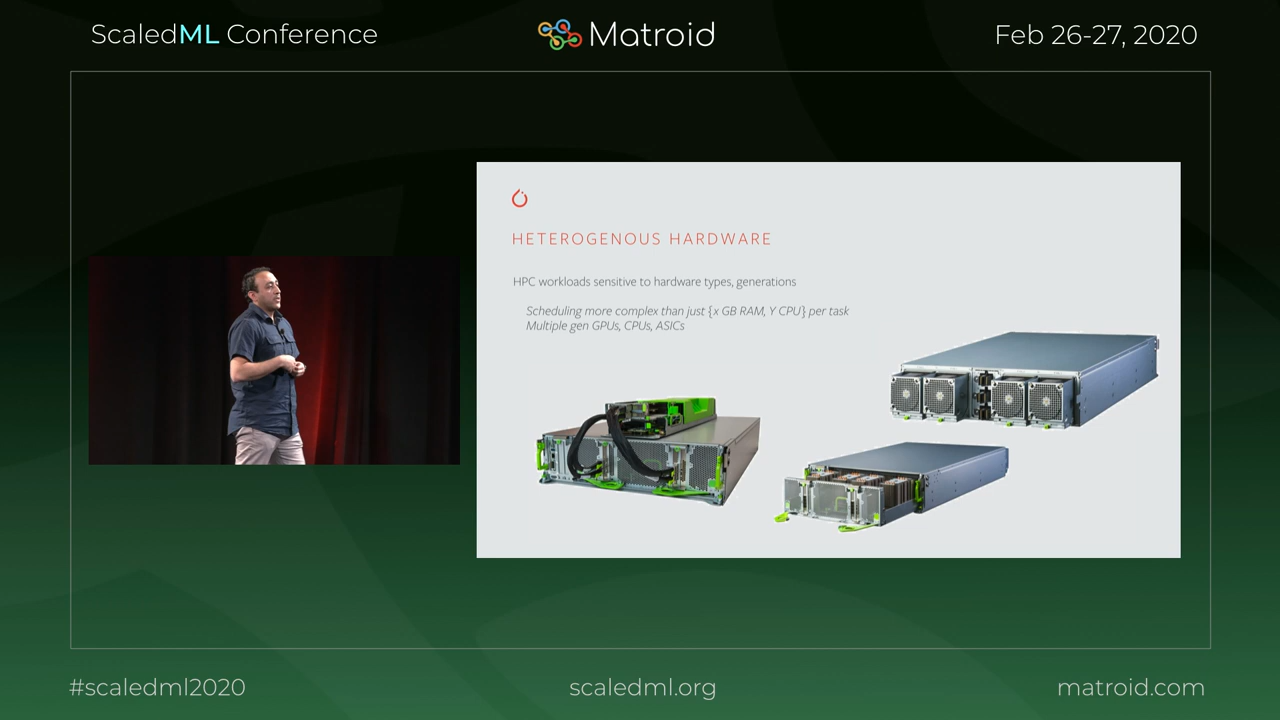 ScaledML Conference
Matroid
Feb 26-27, 2020
HETEROGENOUS HARDWARE
HPC workloads sensitive to hardware types, generations
Scheduling more complex than just {x GB RAM, Y CPU} per task
Multiple gen GPUs, CPUs, ASICs
#scaledml2020
scaledml.org
matroid.com